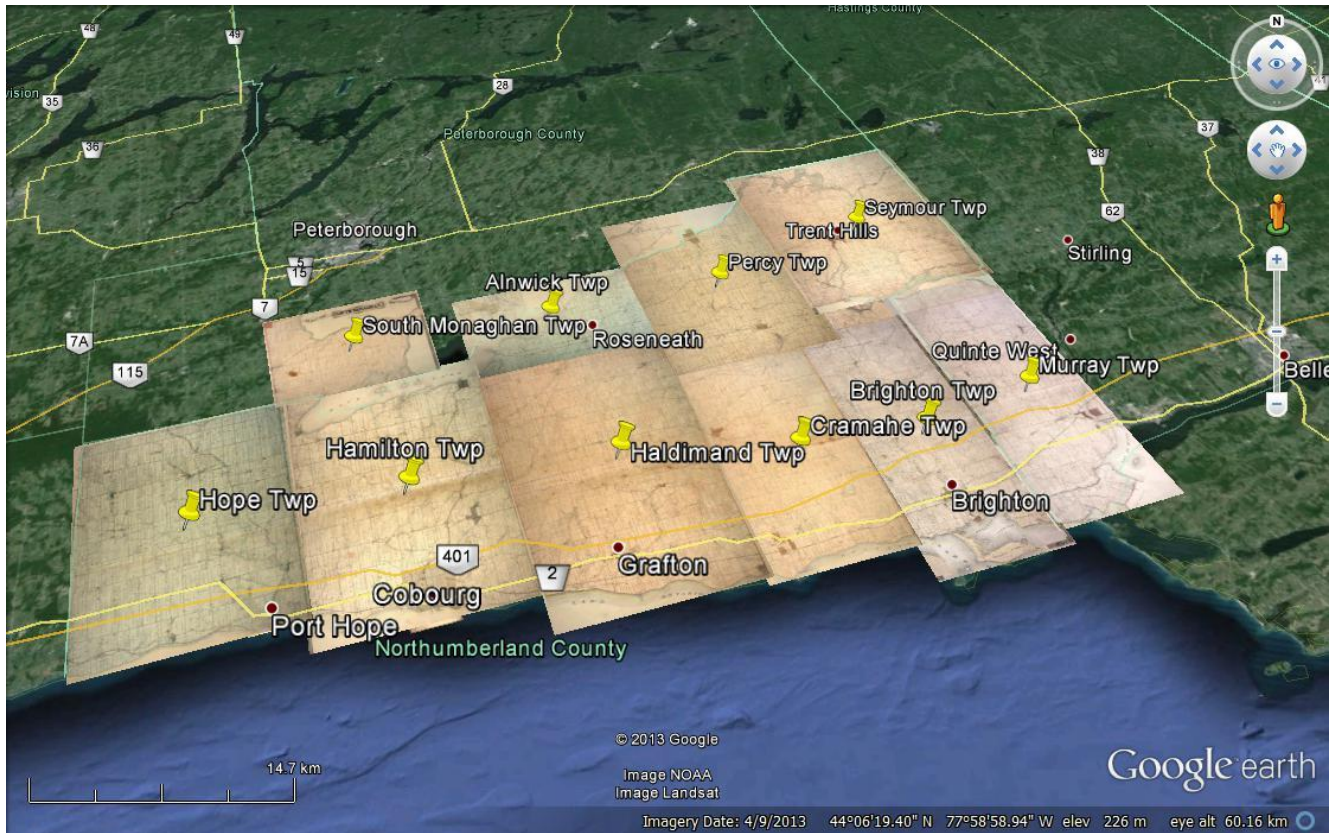 Hastings County
N
48
49
vision
35
28
41
37
Peterborough County
36
38
Seymour Twp
62
Peterborough
Trent Hills
Stirling
5
15
Percy Twp
Alnwick Twp
7
South Monaghan Twp
Roseneath
7A
Quinte West
Murray Twp
Belle
115
Brighton Twp
Cramahe Twp
Hamilton Twp
Haldimand Twp
Hope Twp
Brighton
401
Grafton
2
Cobourg
Port Hope
Northumberland County
© 2013 Google
14.7 km
Image NOAA
Image Landsat
Google earth
Imagery Date: 4/9/2013 44°06'19.40" N 77°58'58.94" W elev 226 m eye alt 60.16 km